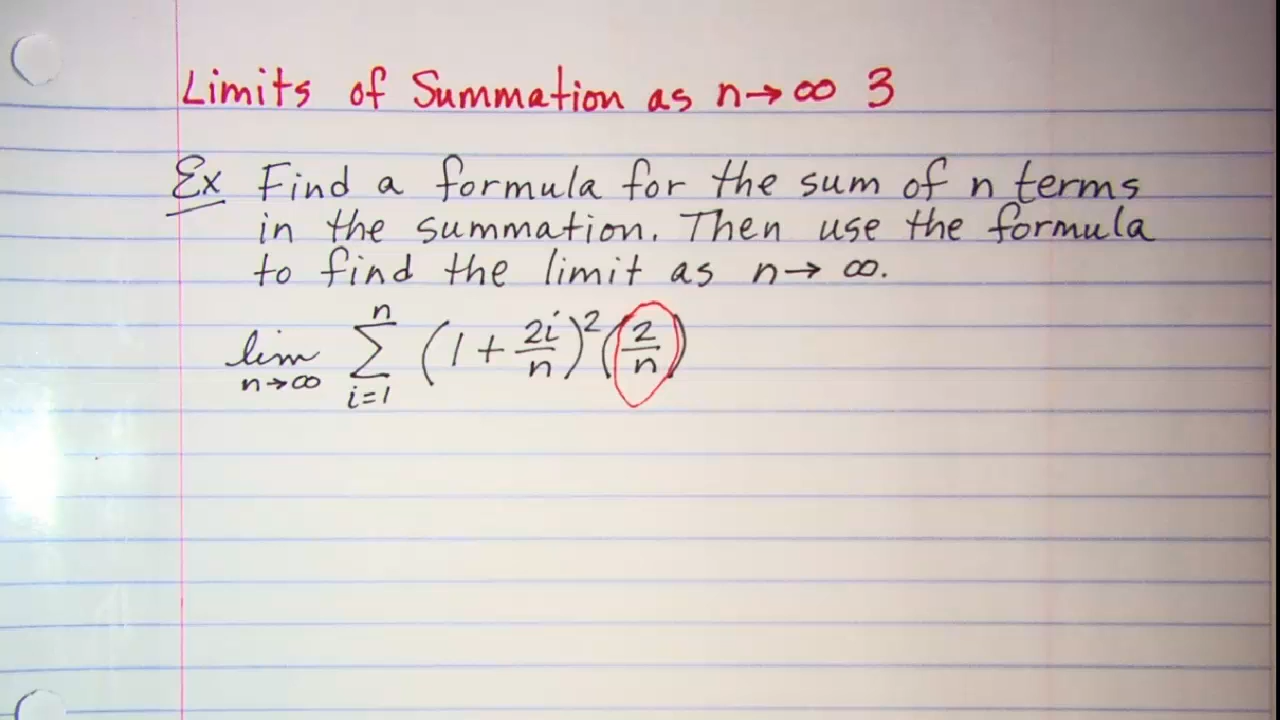 Limits of Summation as n→∞ 3
Ex Find a formula for the sum of n terms
in the summation. Then use the formula
to find the limit as n→ ∞.
lim n→∞ ∑ i=1 n (1 + 2i/n)² (2/n)